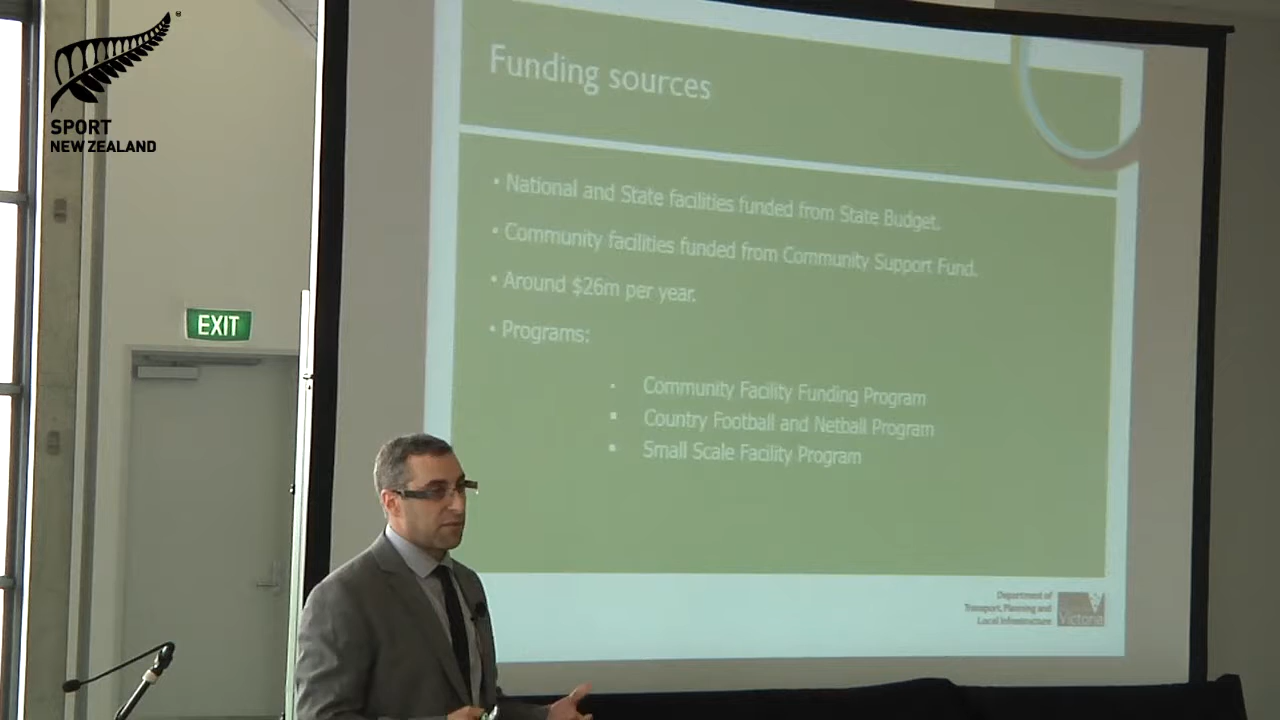 SPORT
NEW ZEALAND
EXIT
Funding sources
• National and State facilities funded from State Budget.
• Community facilities funded from Community Support Fund.
• Around $26m per year.
• Programs:
▪ Community Facility Funding Program
▪ Country Football and Netball Program
▪ Small Scale Facility Program
Department of
Transport, Planning and
Local Infrastructure
Victoria